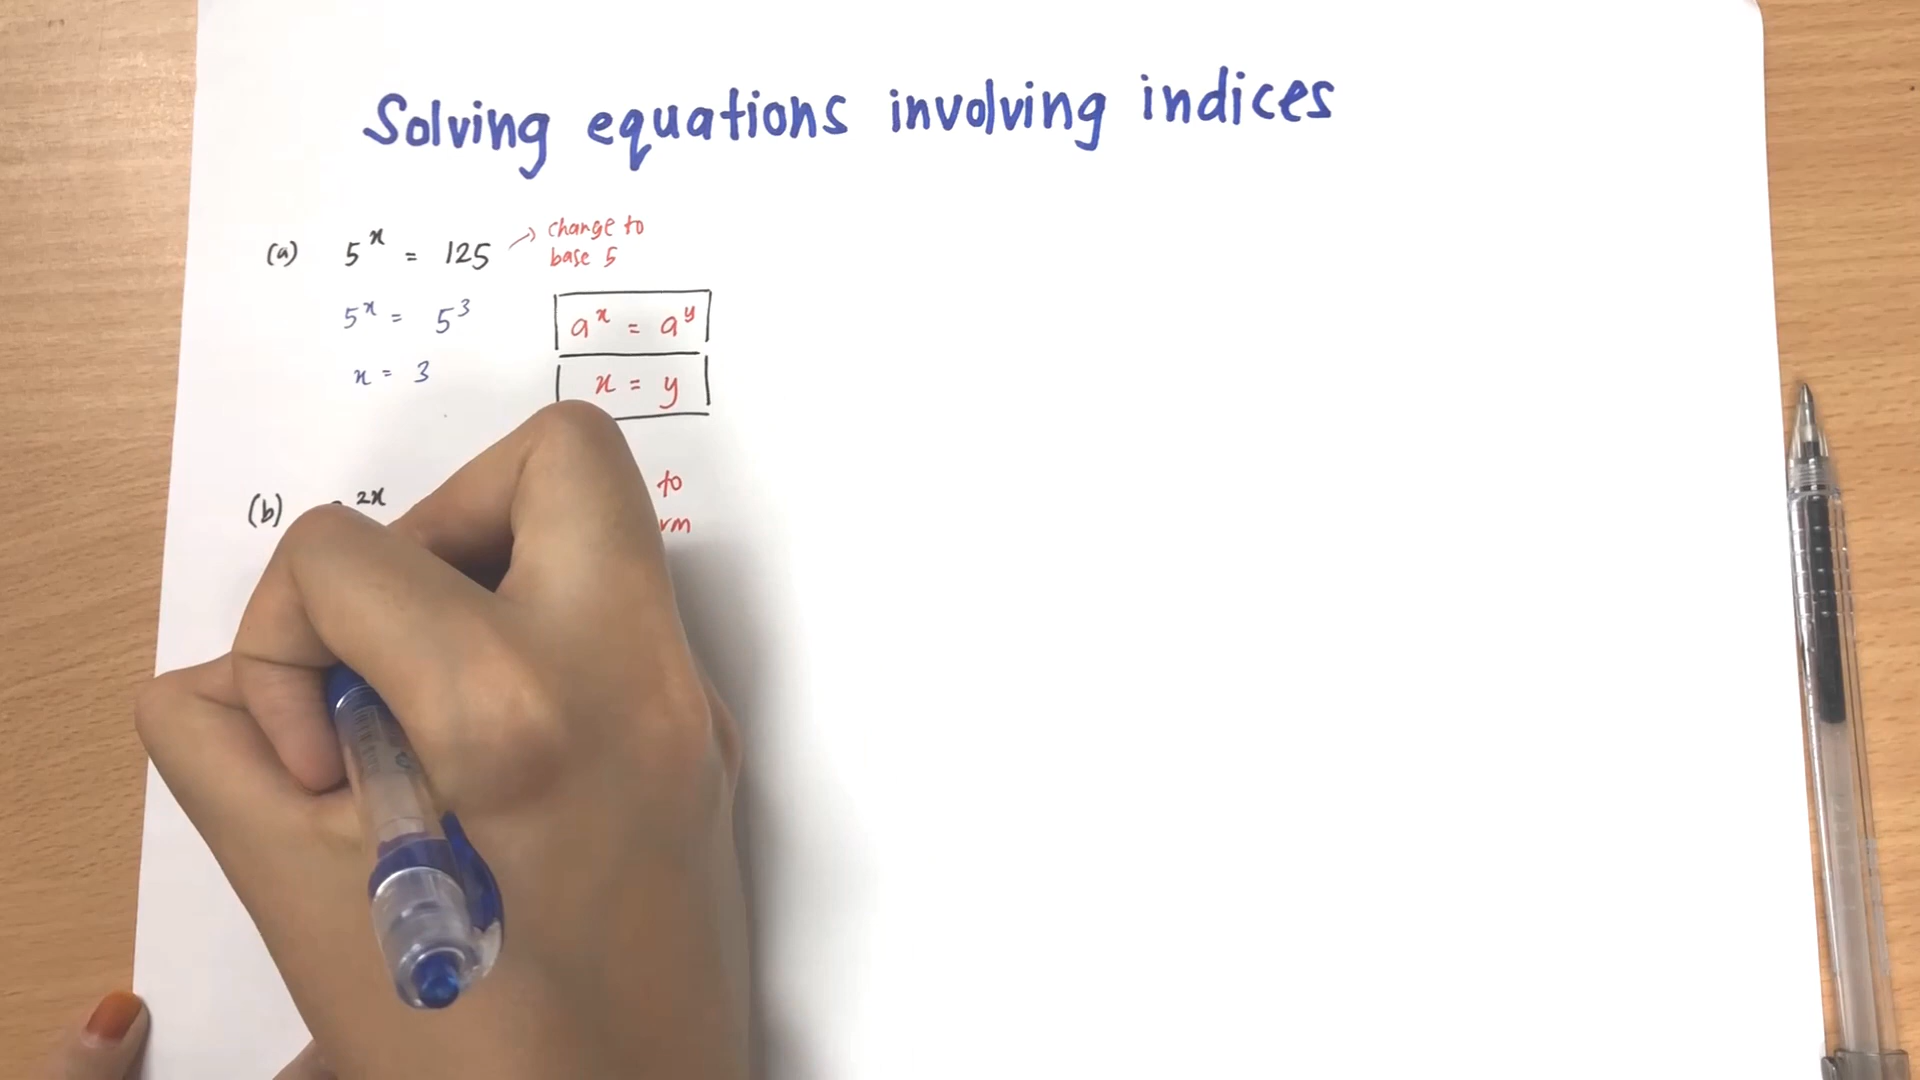 Solving equations involving indices
(a) 5^x = 125 → change to
base 5
5^x = 5^3
x = 3
a^x = a^y
x = y
(b) 2x
to